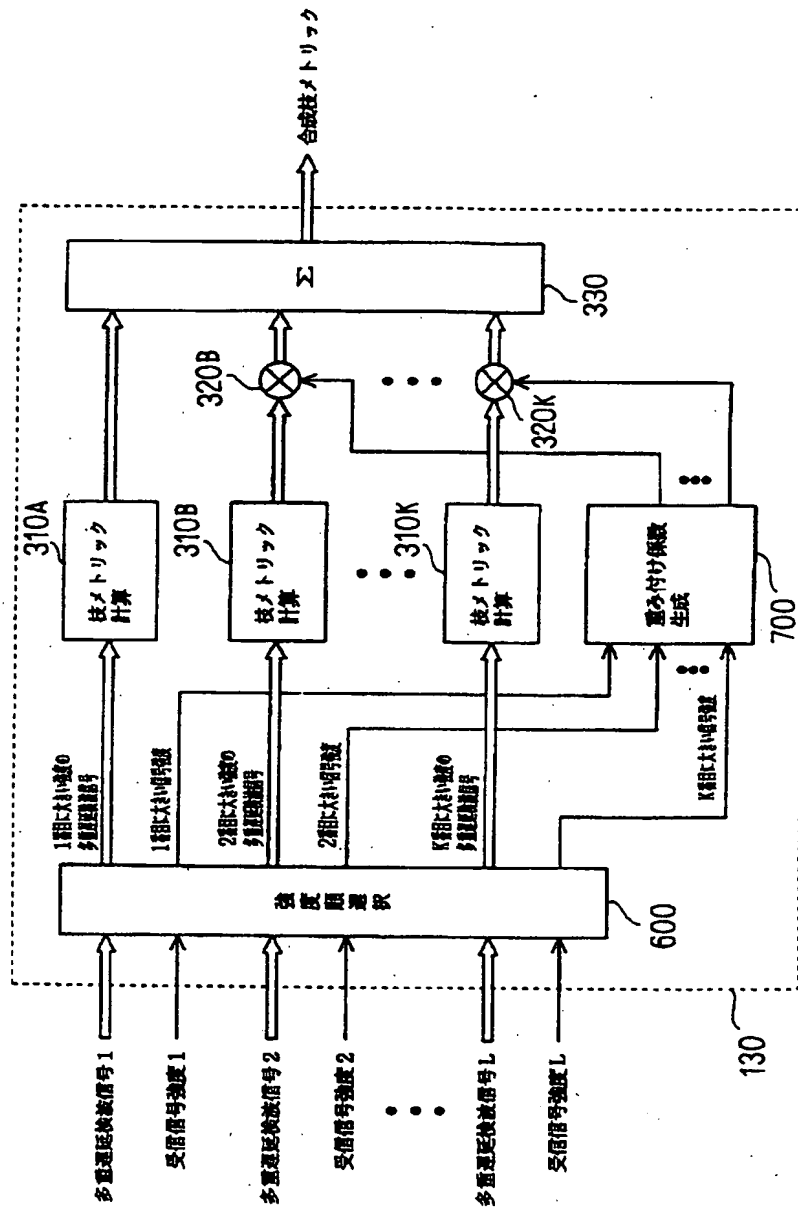 多重遅延検波信号1
受信信号強度1
多重遅延検波信号2
受信信号強度2
多重遅延検波信号L
受信信号強度L
130
強度順選択
600
1番目に大きい強度の
多重遅延検波信号
1番目に大きい信号強度
2番目に大きい強度の
多重遅延検波信号
2番目に大きい信号強度
K番目に大きい強度の
多重遅延検波信号
K番目に大きい信号強度
310A
枝メトリック
計算
310B
枝メトリック
計算
310K
枝メトリック
計算
重み付け係数
生成
700
320B
320K
Σ
330
合成枝メトリック